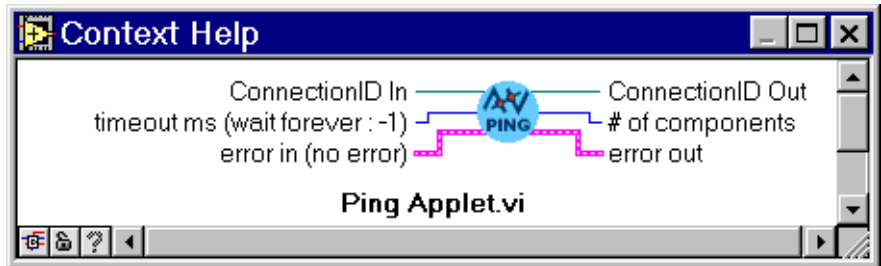 Context Help
ConnectionID In ConnectionID Out
timeout ms (wait forever : -1) # of components
error in (no error) error out
PING
Ping Applet.vi
?